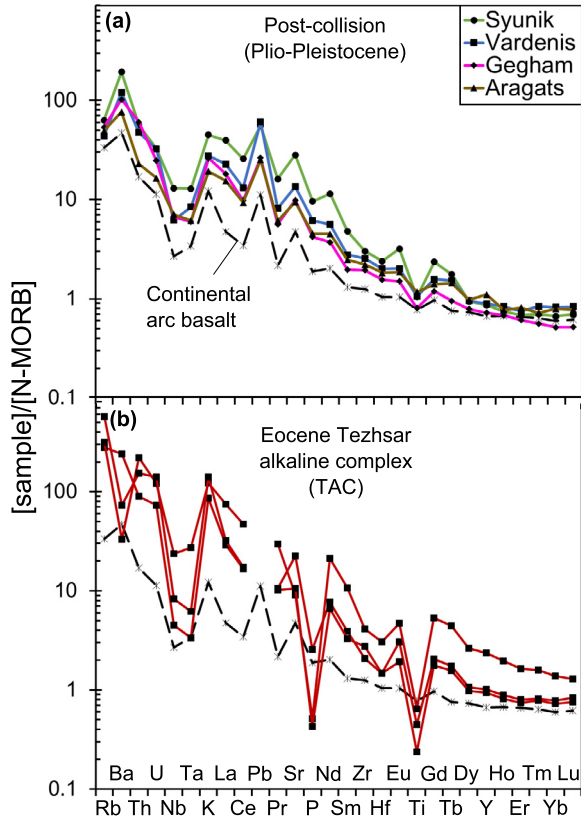 (a)
Post-collision
(Plio-Pleistocene)
Syunik
Vardenis
Gegham
Aragats
100
10
1
0.1
Continental
arc basalt
[sample]/[N-MORB]
(b)
Eocene Tezhsar
alkaline complex
(TAC)
100
10
1
0.1
Ba U Ta La Pb Sr Nd Zr Eu Gd Dy Ho Tm Lu
Rb Th Nb K Ce Pr P Sm Hf Ti Tb Y Er Yb